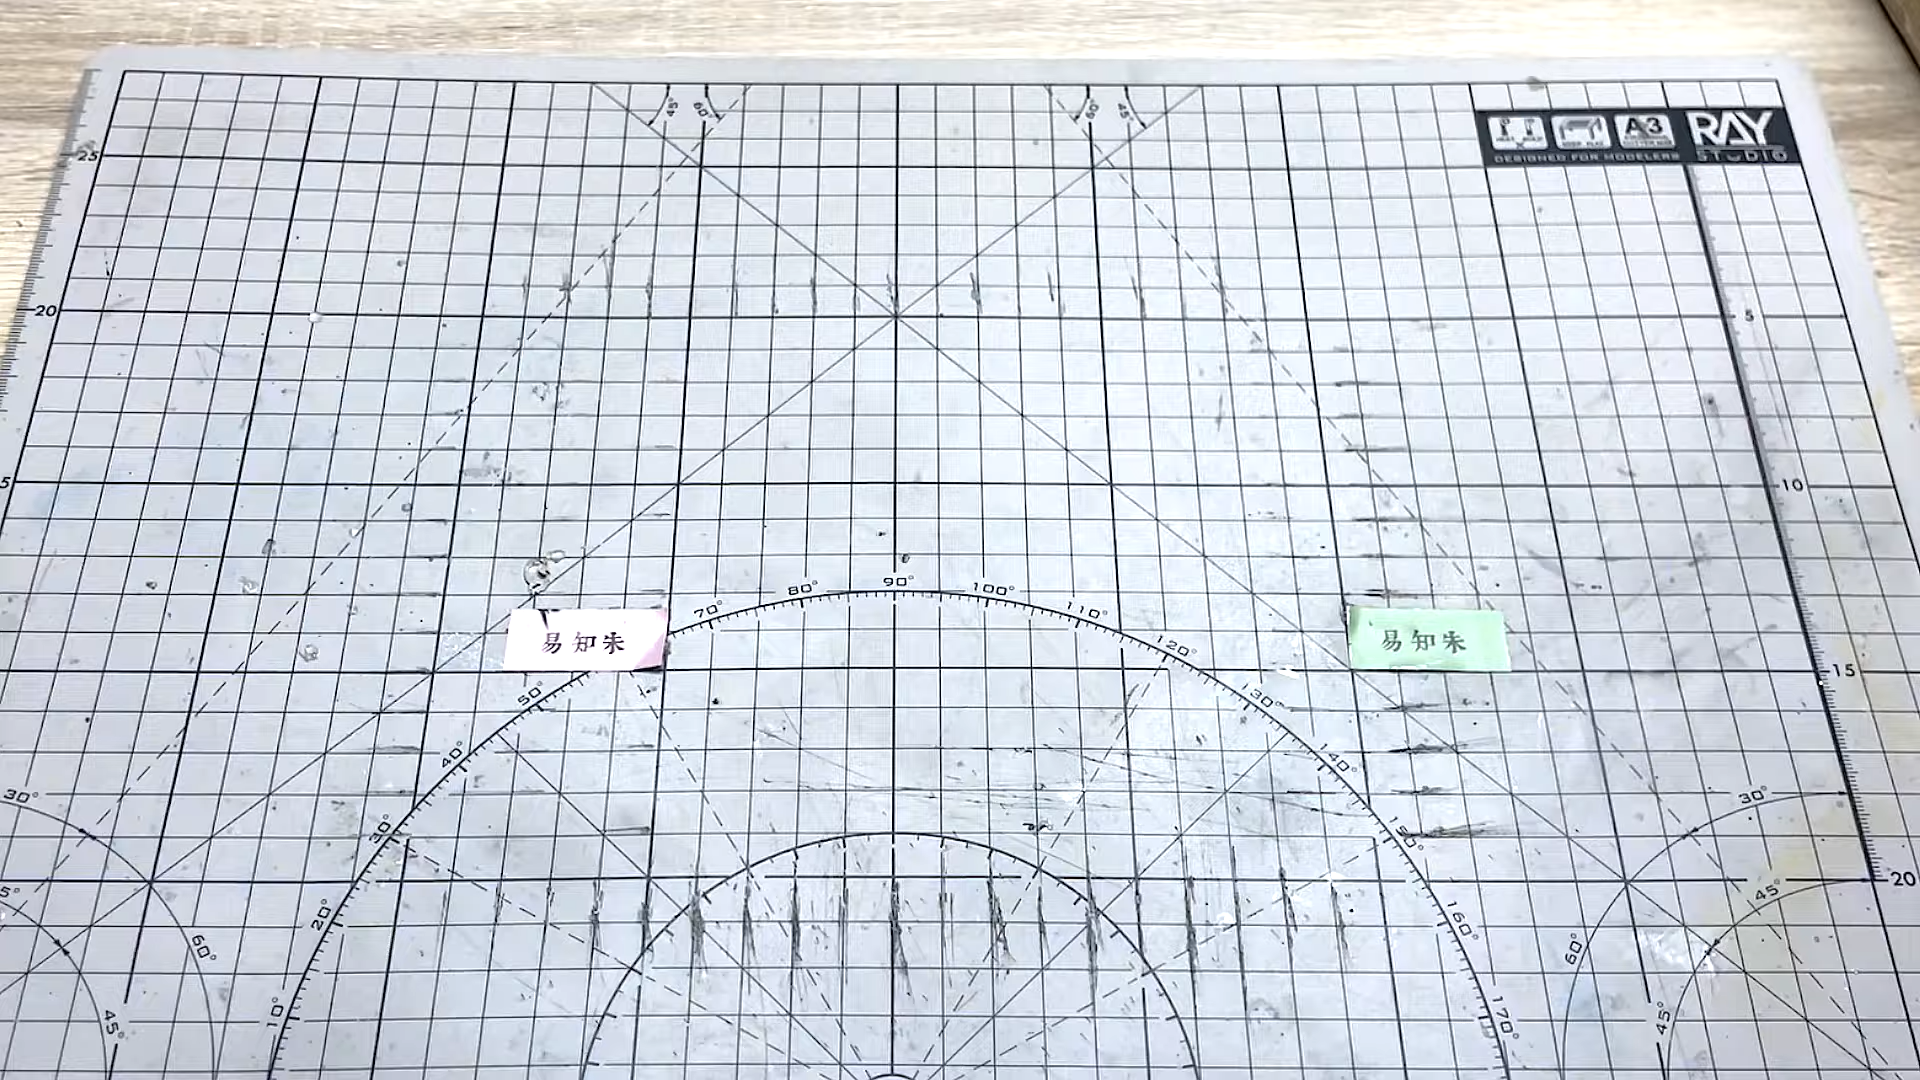 45° 60° 60° 45°
A3 RAY
DESIGNED FOR MODELERS STUDIO
25
20 5
5 10
80° 90° 100°
70° 110°
易知朱 120° 易知朱
50° 130° 15
40° 140°
30° 30° 150° 30°
5° 20° 45° 20
60° 160° 60°
45° 10° 170° 45°